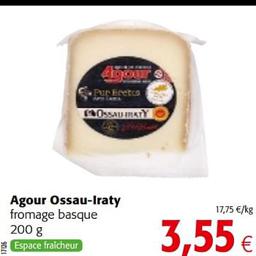 Agour
Pur Brebis
OSSAU-IRATY
Agour Ossau-Iraty
fromage basque
200 g
Espace fraîcheur
17,75 €/kg
3,55 €
1706